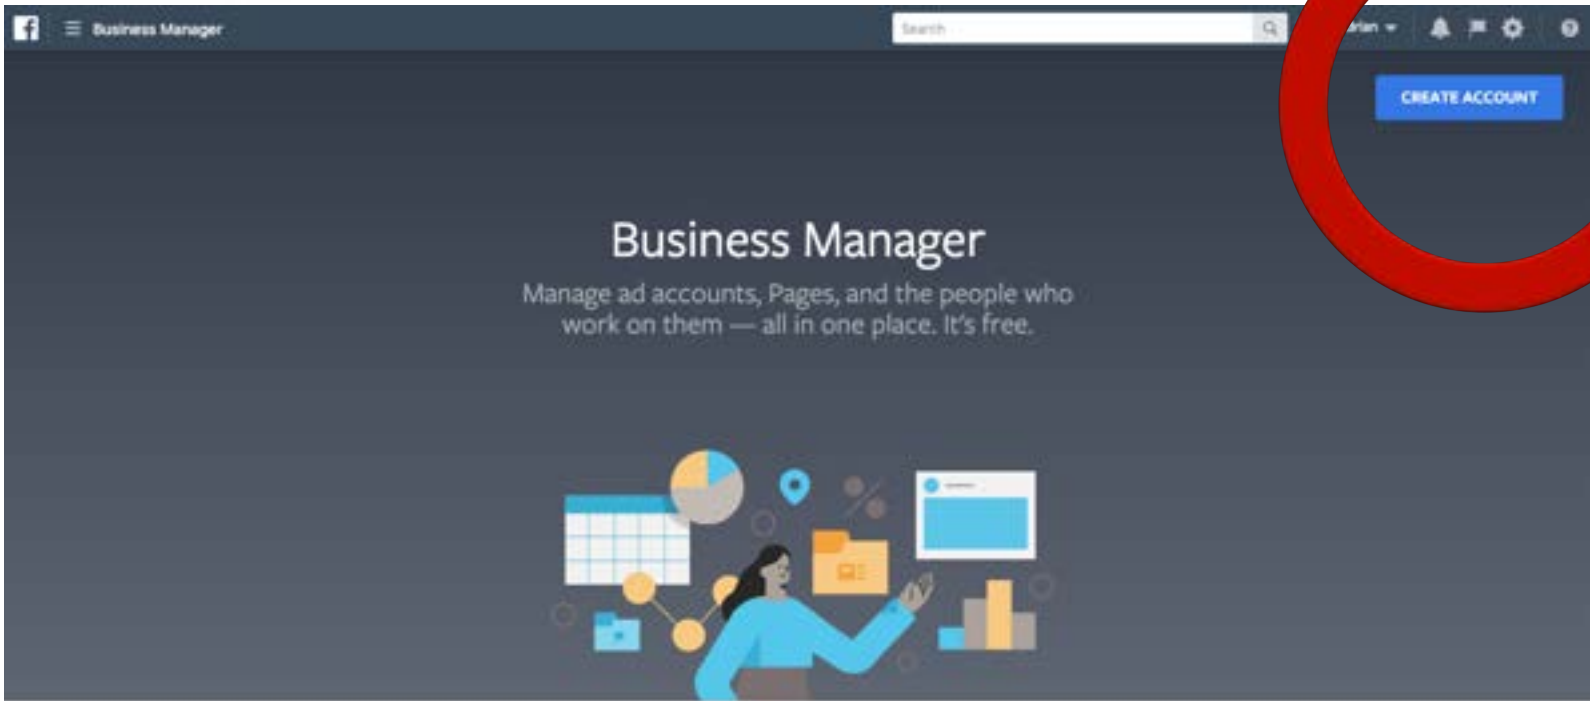 Business Manager
Search
CREATE ACCOUNT
Business Manager
Manage ad accounts, Pages, and the people who
work on them — all in one place. It's free.